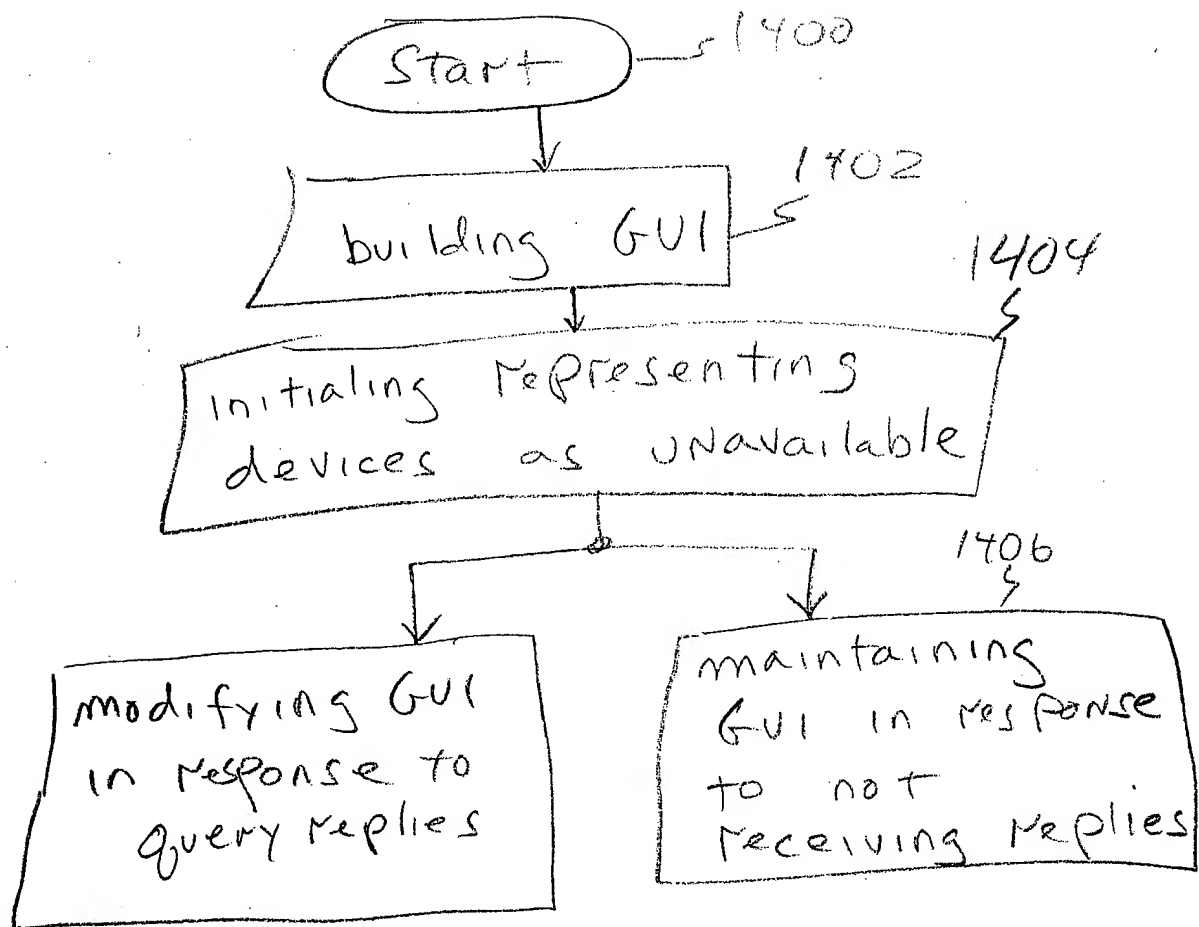 Start
1400
1402
building GUI
1404
initialing representing
devices as unavailable
1406
modifying GUI
in response to
query replies
maintaining
GUI in response
to not
receiving replies